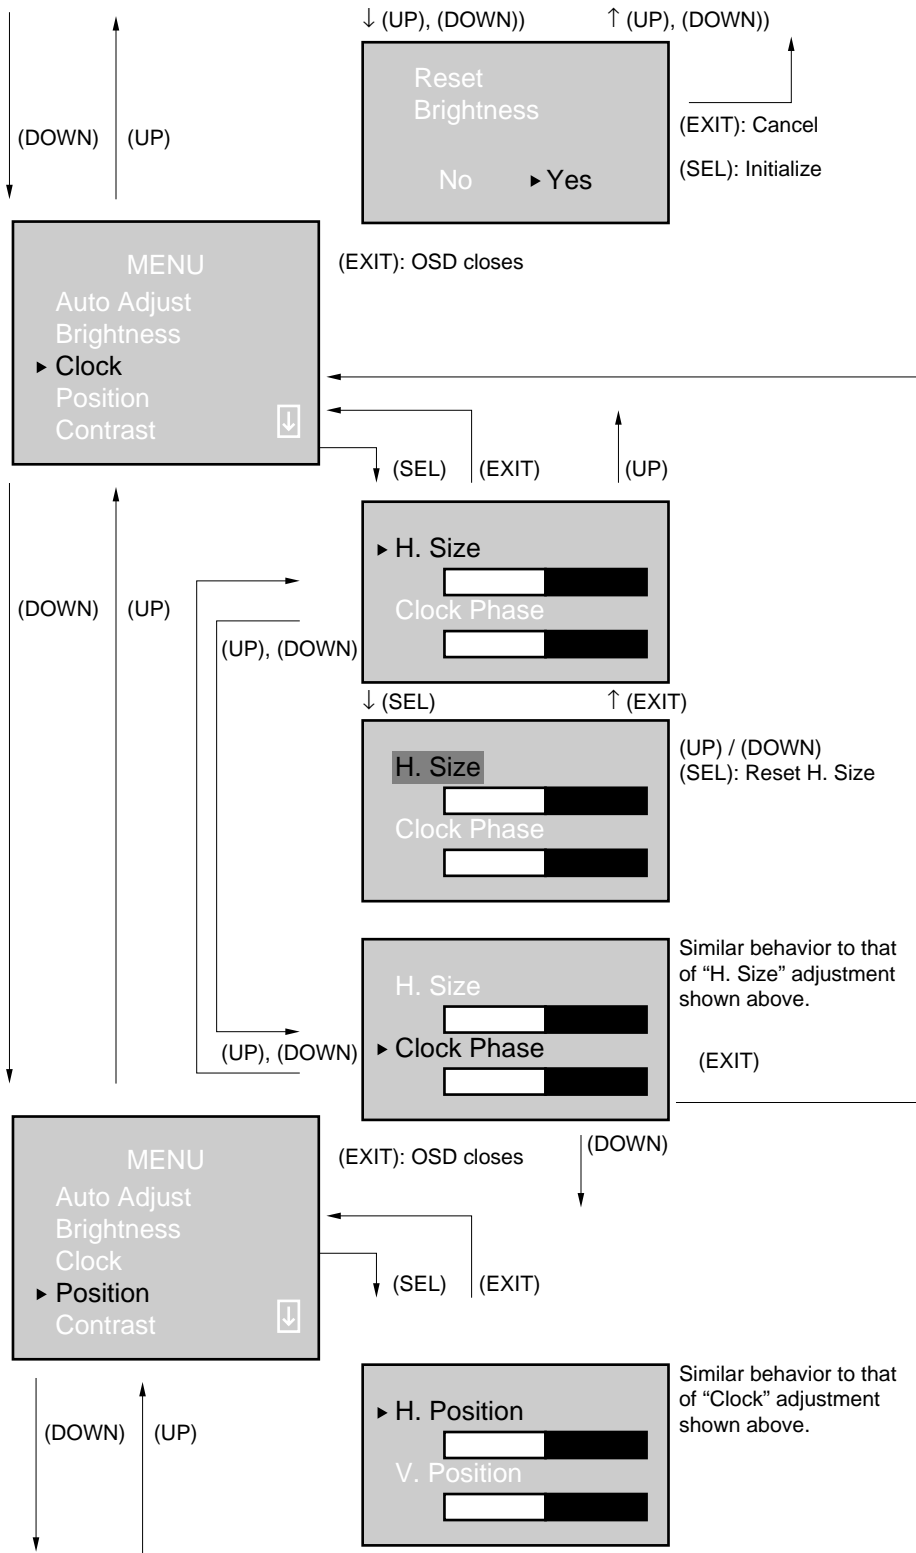 ↓ (UP), (DOWN)) ↑ (UP), (DOWN))
Reset
Brightness
No ▸ Yes
(DOWN) (UP)
(EXIT): Cancel
(SEL): Initialize
MENU
Auto Adjust
Brightness
▸ Clock
Position
Contrast ↓
(EXIT): OSD closes
(SEL) (EXIT) (UP)
▸ H. Size
Clock Phase
(DOWN) (UP)
(UP), (DOWN)
↓ (SEL) ↑ (EXIT)
H. Size
Clock Phase
(UP) / (DOWN)
(SEL): Reset H. Size
H. Size
▸ Clock Phase
Similar behavior to that
of “H. Size” adjustment
shown above.
(UP), (DOWN)
(EXIT)
(DOWN)
MENU
Auto Adjust
Brightness
Clock
▸ Position
Contrast ↓
(EXIT): OSD closes
(SEL) (EXIT)
▸ H. Position
V. Position
Similar behavior to that
of “Clock” adjustment
shown above.
(DOWN) (UP)